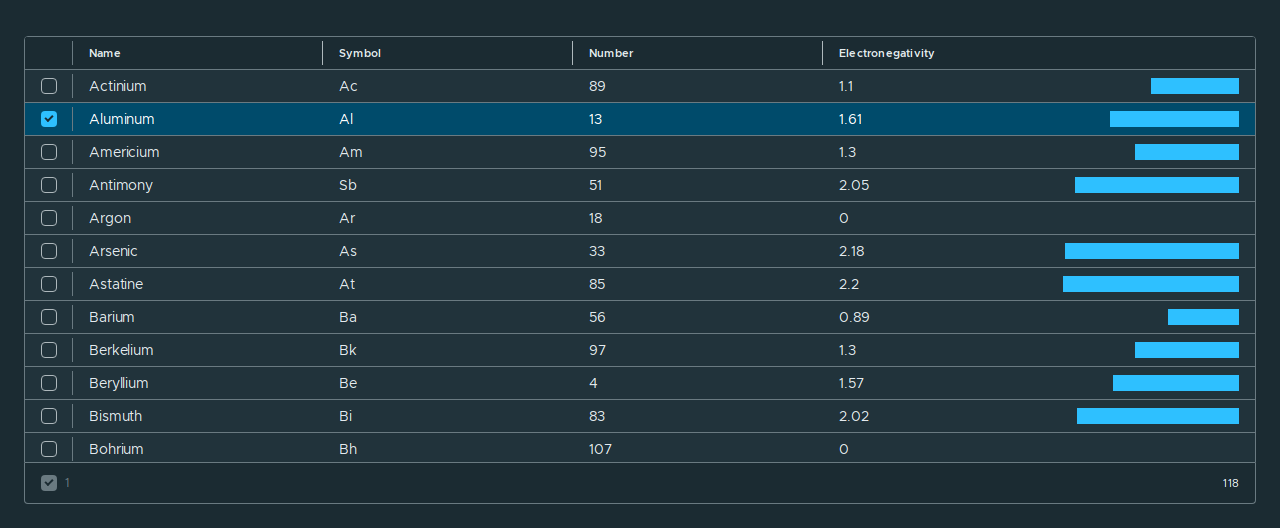 Name Symbol Number Electronegativity
Actinium Ac 89 1.1
Aluminum Al 13 1.61
Americium Am 95 1.3
Antimony Sb 51 2.05
Argon Ar 18 0
Arsenic As 33 2.18
Astatine At 85 2.2
Barium Ba 56 0.89
Berkelium Bk 97 1.3
Beryllium Be 4 1.57
Bismuth Bi 83 2.02
Bohrium Bh 107 0
1 118